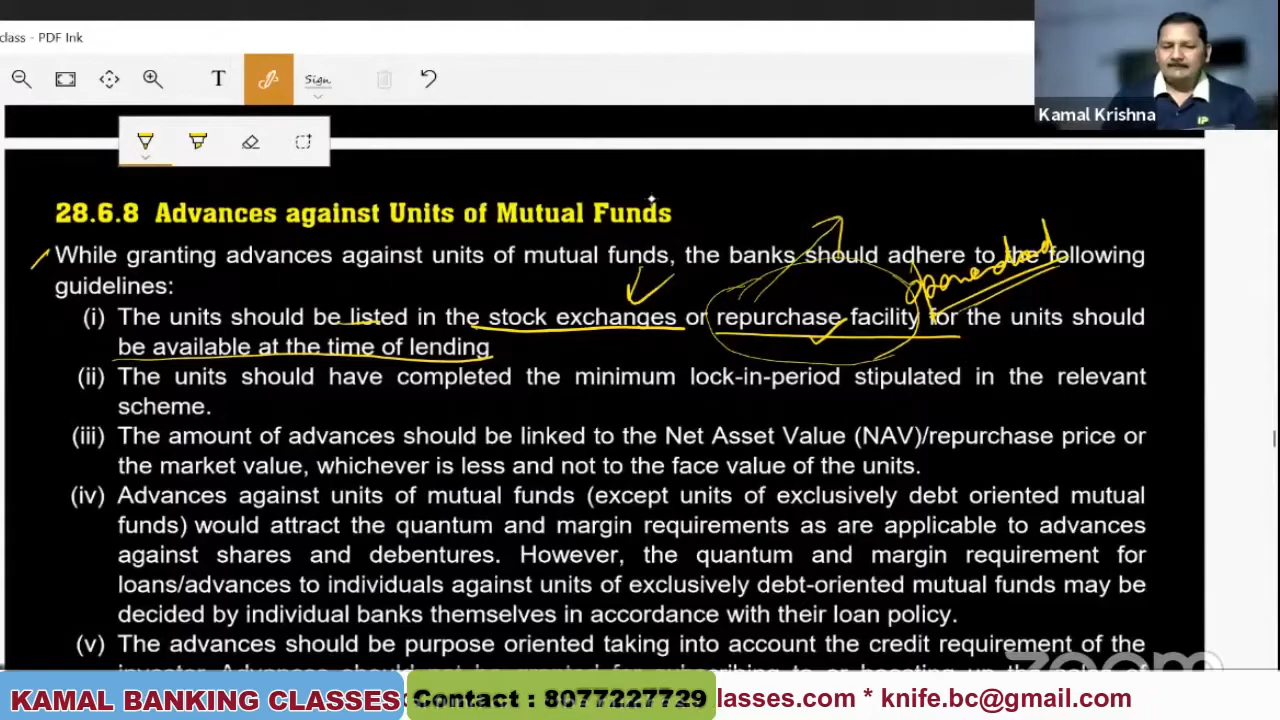 class - PDF Ink
T
Sign
Kamal Krishna
28.6.8 Advances against Units of Mutual Funds
While granting advances against units of mutual funds, the banks should adhere to the following
guidelines:
(i) The units should be listed in the stock exchanges or repurchase facility for the units should
be available at the time of lending
(ii) The units should have completed the minimum lock-in-period stipulated in the relevant
scheme.
(iii) The amount of advances should be linked to the Net Asset Value (NAV)/repurchase price or
the market value, whichever is less and not to the face value of the units.
(iv) Advances against units of mutual funds (except units of exclusively debt oriented mutual
funds) would attract the quantum and margin requirements as are applicable to advances
against shares and debentures. However, the quantum and margin requirement for
loans/advances to individuals against units of exclusively debt-oriented mutual funds may be
decided by individual banks themselves in accordance with their loan policy.
(v) The advances should be purpose oriented taking into account the credit requirement of the
zoom
KAMAL BANKING CLASSES Contact : 8077227729 classes.com * knife.bc@gmail.com